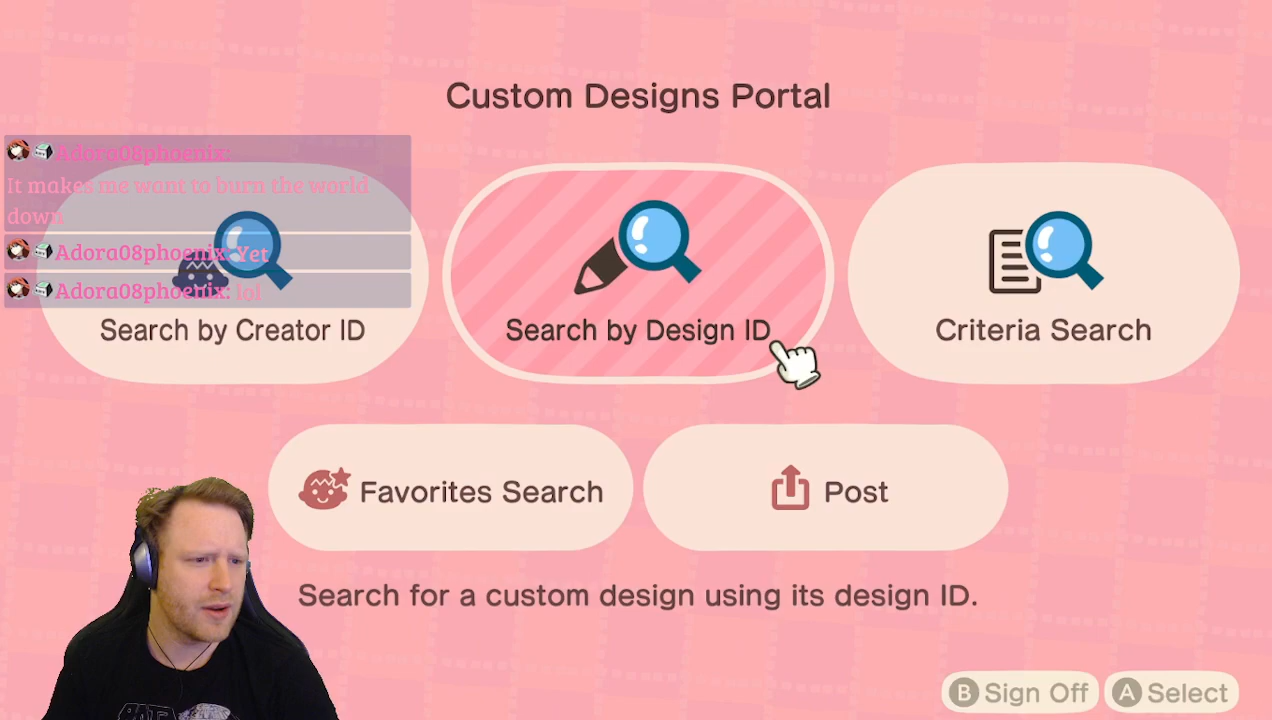 Custom Designs Portal
Adora08phoenix:
It makes me want to burn the world
down
Adora08phoenix: Yet
Adora08phoenix: lol
Search by Creator ID
Search by Design ID
Criteria Search
Favorites Search
Post
Search for a custom design using its design ID.
B Sign Off
A Select